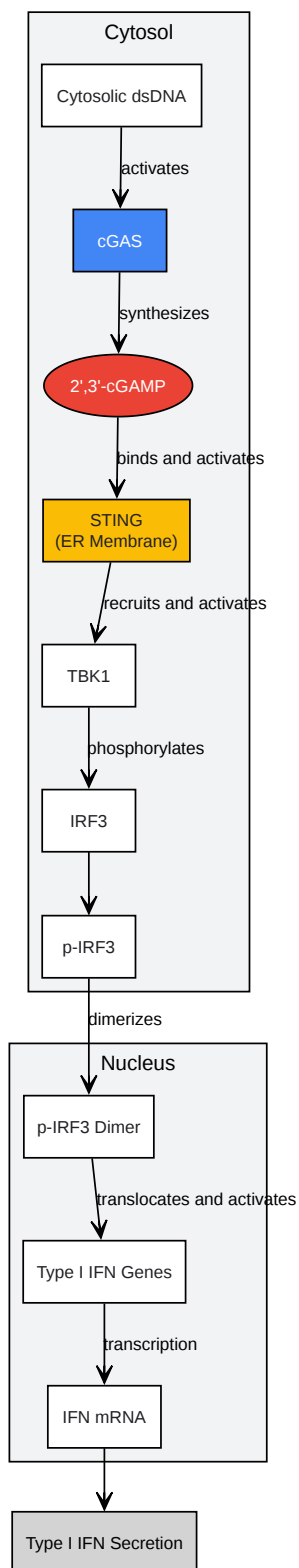 Cytosol
Cytosolic dsDNA
activates
cGAS
synthesizes
2',3'-cGAMP
binds and activates
STING
(ER Membrane)
recruits and activates
TBK1
phosphorylates
IRF3
p-IRF3
dimerizes
Nucleus
p-IRF3 Dimer
translocates and activates
Type I IFN Genes
transcription
IFN mRNA
Type I IFN Secretion